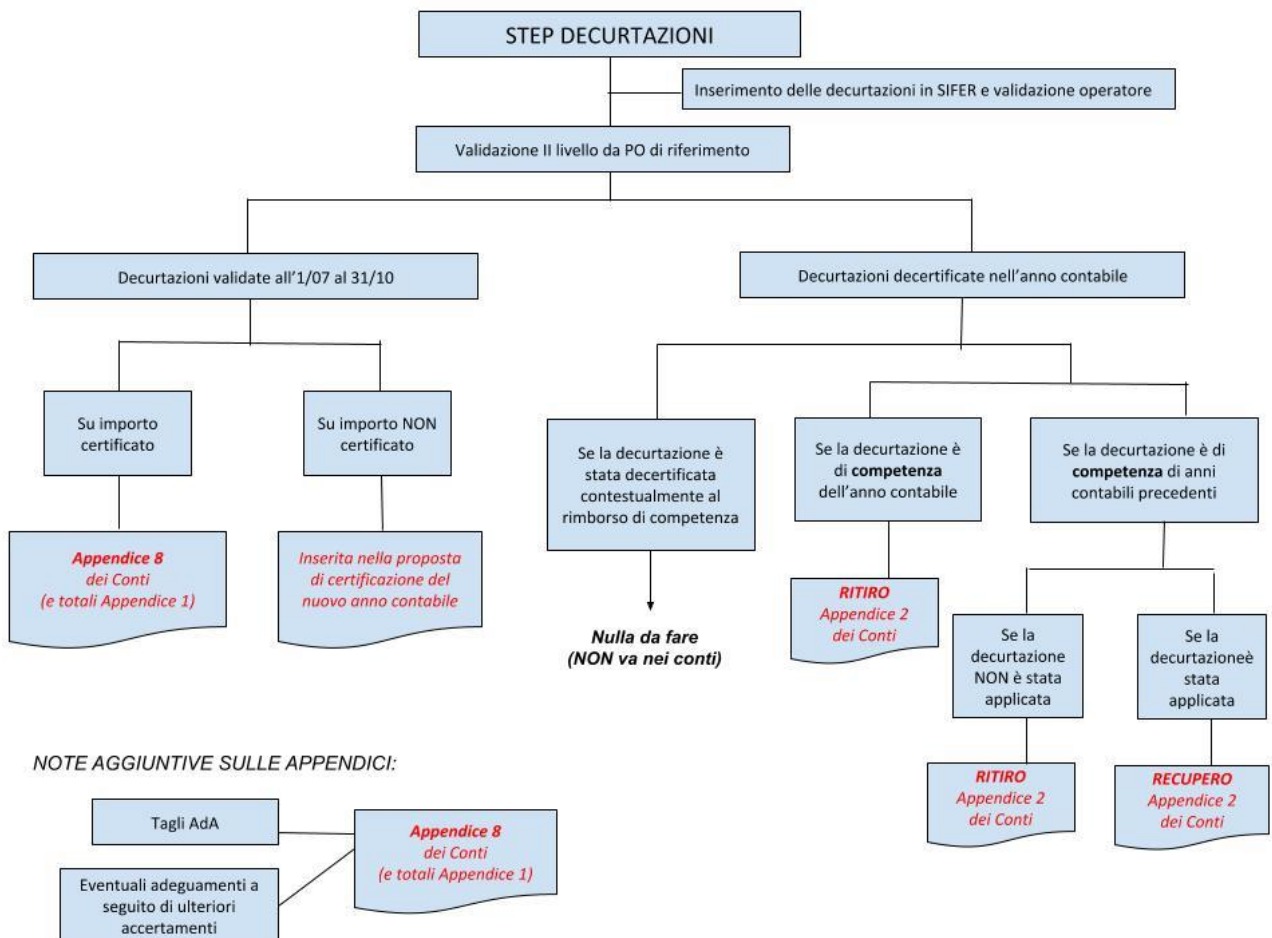 STEP DECURTAZIONI
Inserimento delle decurtazioni in SIFER e validazione operatore
Validazione II livello da PO di riferimento
Decurtazioni validate all'1/07 al 31/10
Decurtazioni decertificate nell'anno contabile
Su importo
certificato
Su importo NON
certificato
Appendice 8
dei Conti
(e totali Appendice 1)
Inserita nella proposta
di certificazione del
nuovo anno contabile
Se la decurtazione è
stata decertificata
contestualmente al
rimborso di competenza
Nulla da fare
(NON va nei conti)
Se la decurtazione è
di competenza
dell'anno contabile
RITIRO
Appendice 2
dei Conti
Se la decurtazione è di
competenza di anni
contabili precedenti
Se la
decurtazione
NON è stata
applicata
RITIRO
Appendice 2
dei Conti
Se la
decurtazioneè
stata
applicata
RECUPERO
Appendice 2
dei Conti
NOTE AGGIUNTIVE SULLE APPENDICI:
Tagli AdA
Eventuali adeguamenti a
seguito di ulteriori
accertamenti
Appendice 8
dei Conti
(e totali Appendice 1)